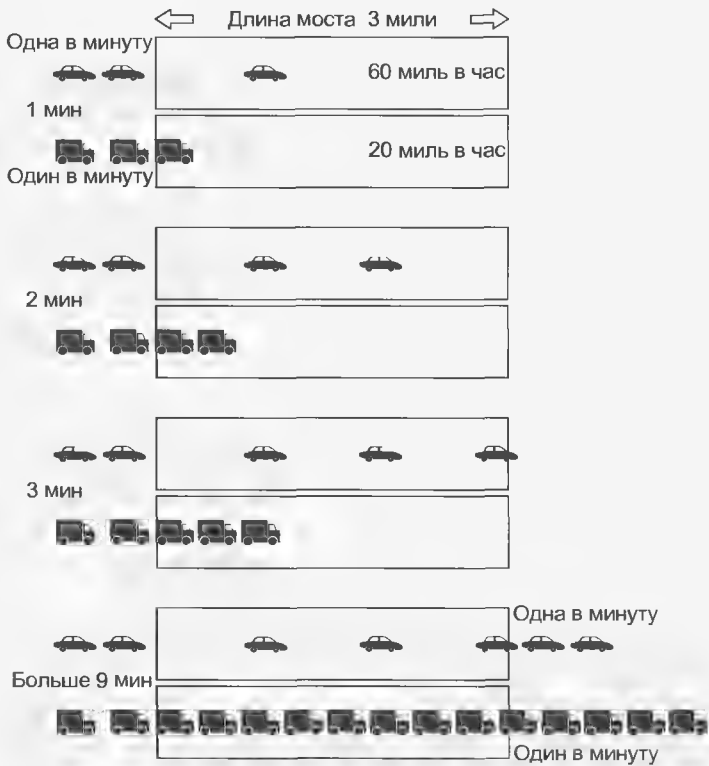 Длина моста 3 мили
Одна в минуту
60 миль в час
1 мин
20 миль в час
Один в минуту
2 мин
3 мин
Одна в минуту
Больше 9 мин
Один в минуту